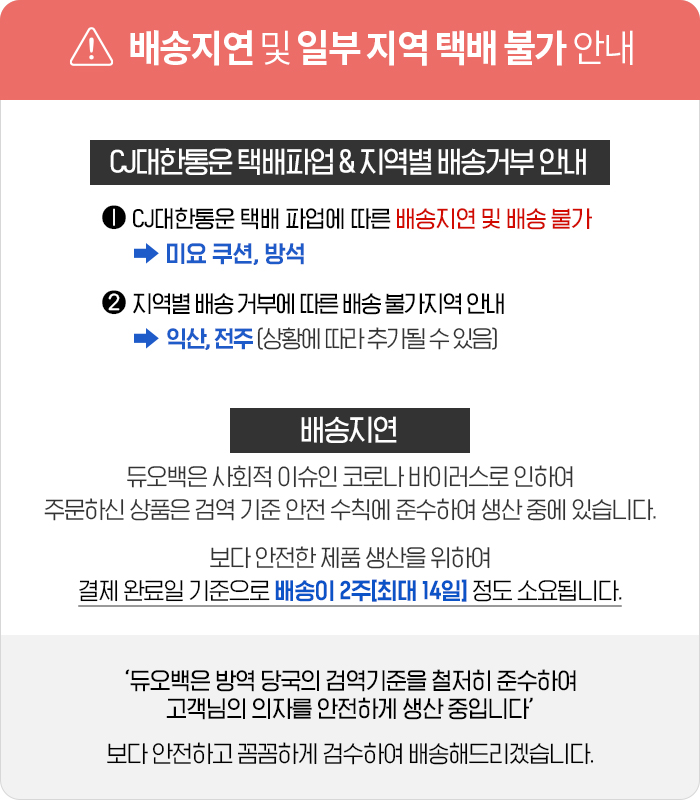 배송지연 및 일부 지역 택배 불가 안내
CJ대한통운 택배파업 & 지역별 배송거부 안내
❶ CJ대한통운 택배 파업에 따른 배송지연 및 배송 불가
➡ 미요 쿠션, 방석
❷ 지역별 배송 거부에 따른 배송 불가지역 안내
➡ 익산, 전주 (상황에 따라 추가될 수 있음)
배송지연
듀오백은 사회적 이슈인 코로나 바이러스로 인하여
주문하신 상품은 검역 기준 안전 수칙에 준수하여 생산 중에 있습니다.
보다 안전한 제품 생산을 위하여
결제 완료일 기준으로 배송이 2주[최대 14일] 정도 소요됩니다.
‘듀오백은 방역 당국의 검역기준을 철저히 준수하여
고객님의 의자를 안전하게 생산 중입니다’
보다 안전하고 꼼꼼하게 검수하여 배송해드리겠습니다.